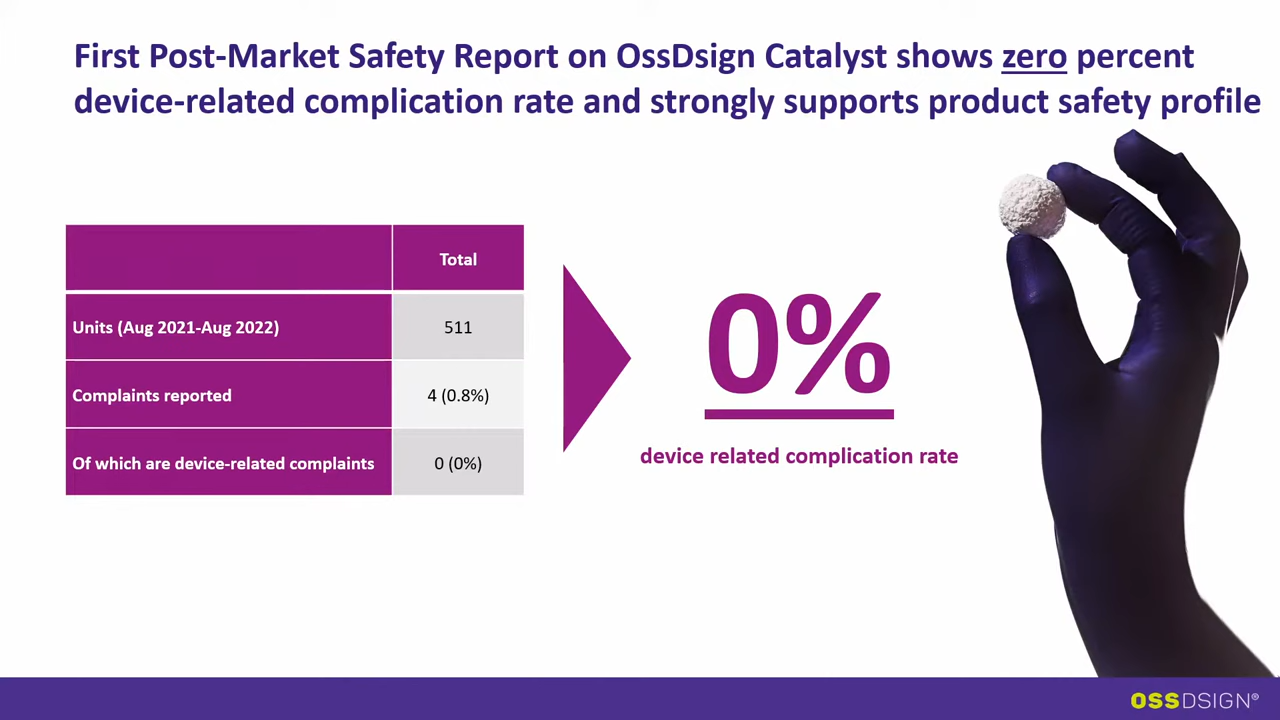 First Post-Market Safety Report on OssDsign Catalyst shows zero percent
device-related complication rate and strongly supports product safety profile
Total
Units (Aug 2021-Aug 2022) 511
Complaints reported 4 (0.8%)
Of which are device-related complaints 0 (0%)
0%
device related complication rate
OSSDSIGN®